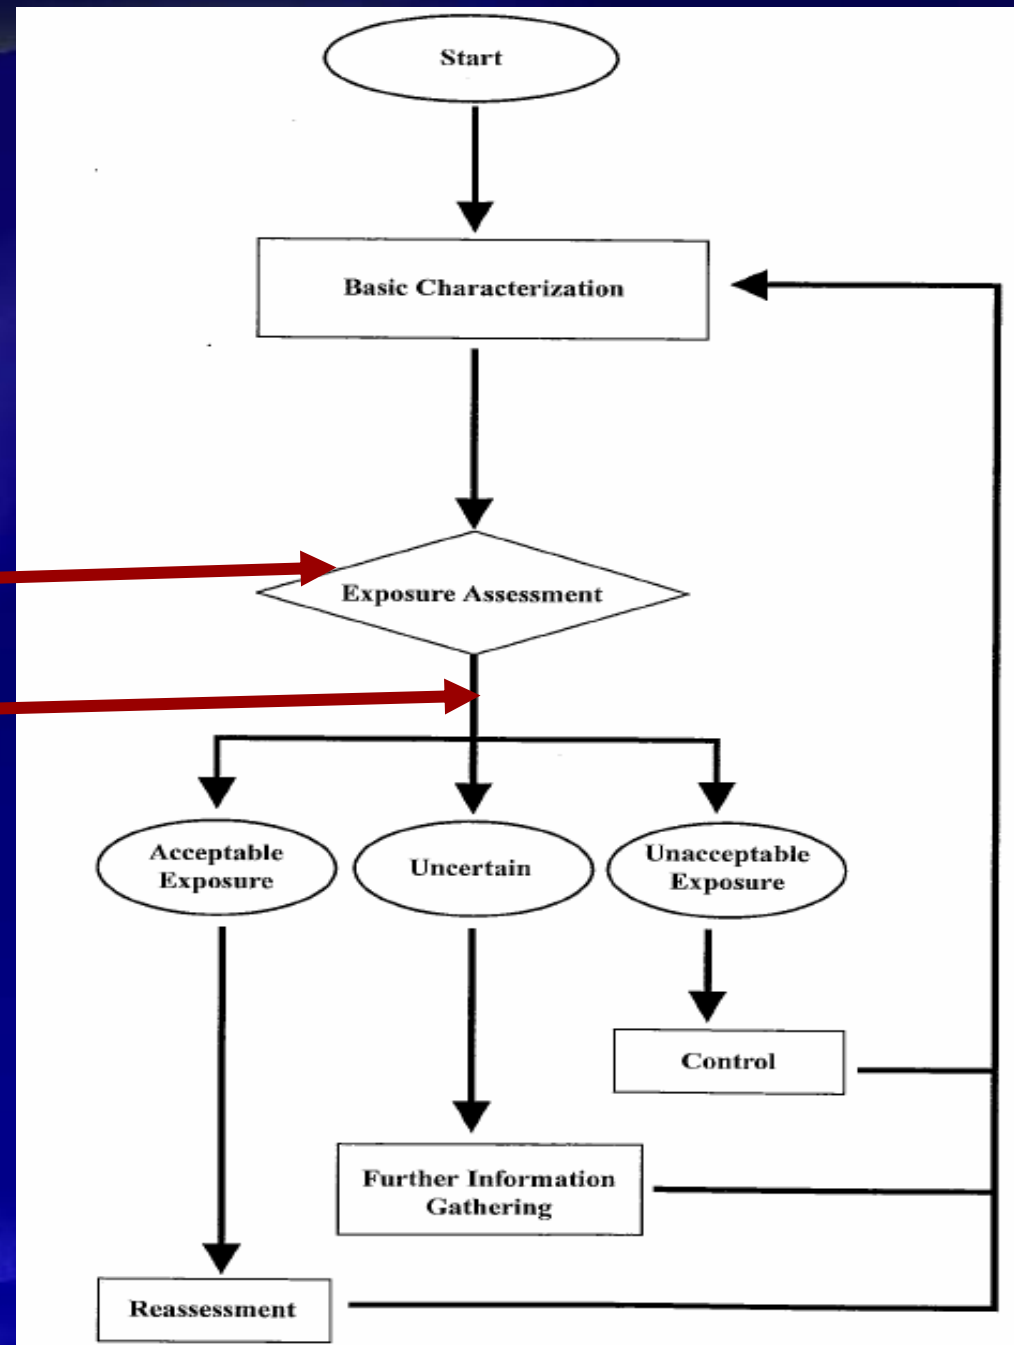 Start
Basic Characterization
Exposure Assessment
Acceptable
Exposure
Uncertain
Unacceptable
Exposure
Control
Further Information
Gathering
Reassessment